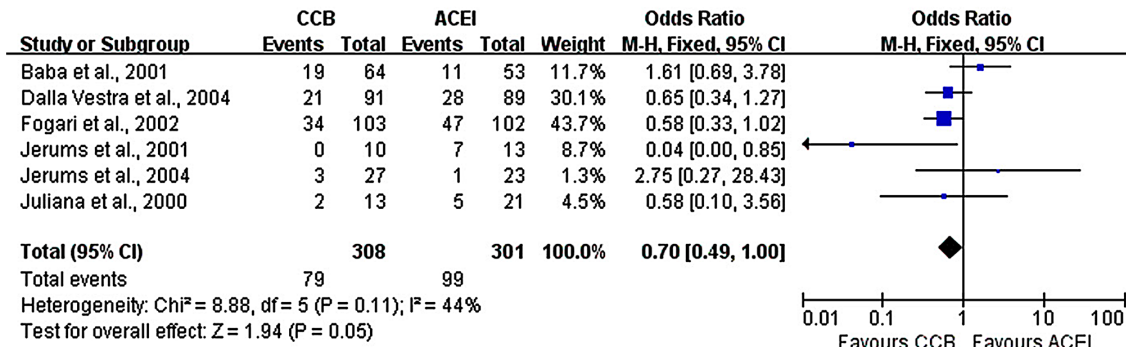 CCB ACEI Odds Ratio Odds Ratio
Study or Subgroup Events Total Events Total Weight M-H, Fixed, 95% CI M-H, Fixed, 95% CI
Baba et al., 2001 19 64 11 53 11.7% 1.61 [0.69, 3.78]
Dalla Vestra et al., 2004 21 91 28 89 30.1% 0.65 [0.34, 1.27]
Fogari et al., 2002 34 103 47 102 43.7% 0.58 [0.33, 1.02]
Jerums et al., 2001 0 10 7 13 8.7% 0.04 [0.00, 0.85]
Jerums et al., 2004 3 27 1 23 1.3% 2.75 [0.27, 28.43]
Juliana et al., 2000 2 13 5 21 4.5% 0.58 [0.10, 3.56]
Total (95% CI) 308 301 100.0% 0.70 [0.49, 1.00]
Total events 79 99
Heterogeneity: Chi² = 8.88, df = 5 (P = 0.11); I² = 44%
Test for overall effect: Z = 1.94 (P = 0.05)
0.01 0.1 1 10 100
Favours CCB Favours ACEI